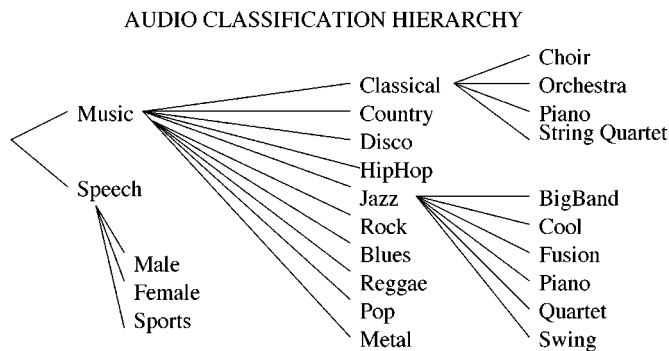 AUDIO CLASSIFICATION HIERARCHY
Music
Speech
Male
Female
Sports
Classical
Country
Disco
HipHop
Jazz
Rock
Blues
Reggae
Pop
Metal
Choir
Orchestra
Piano
String Quartet
BigBand
Cool
Fusion
Piano
Quartet
Swing